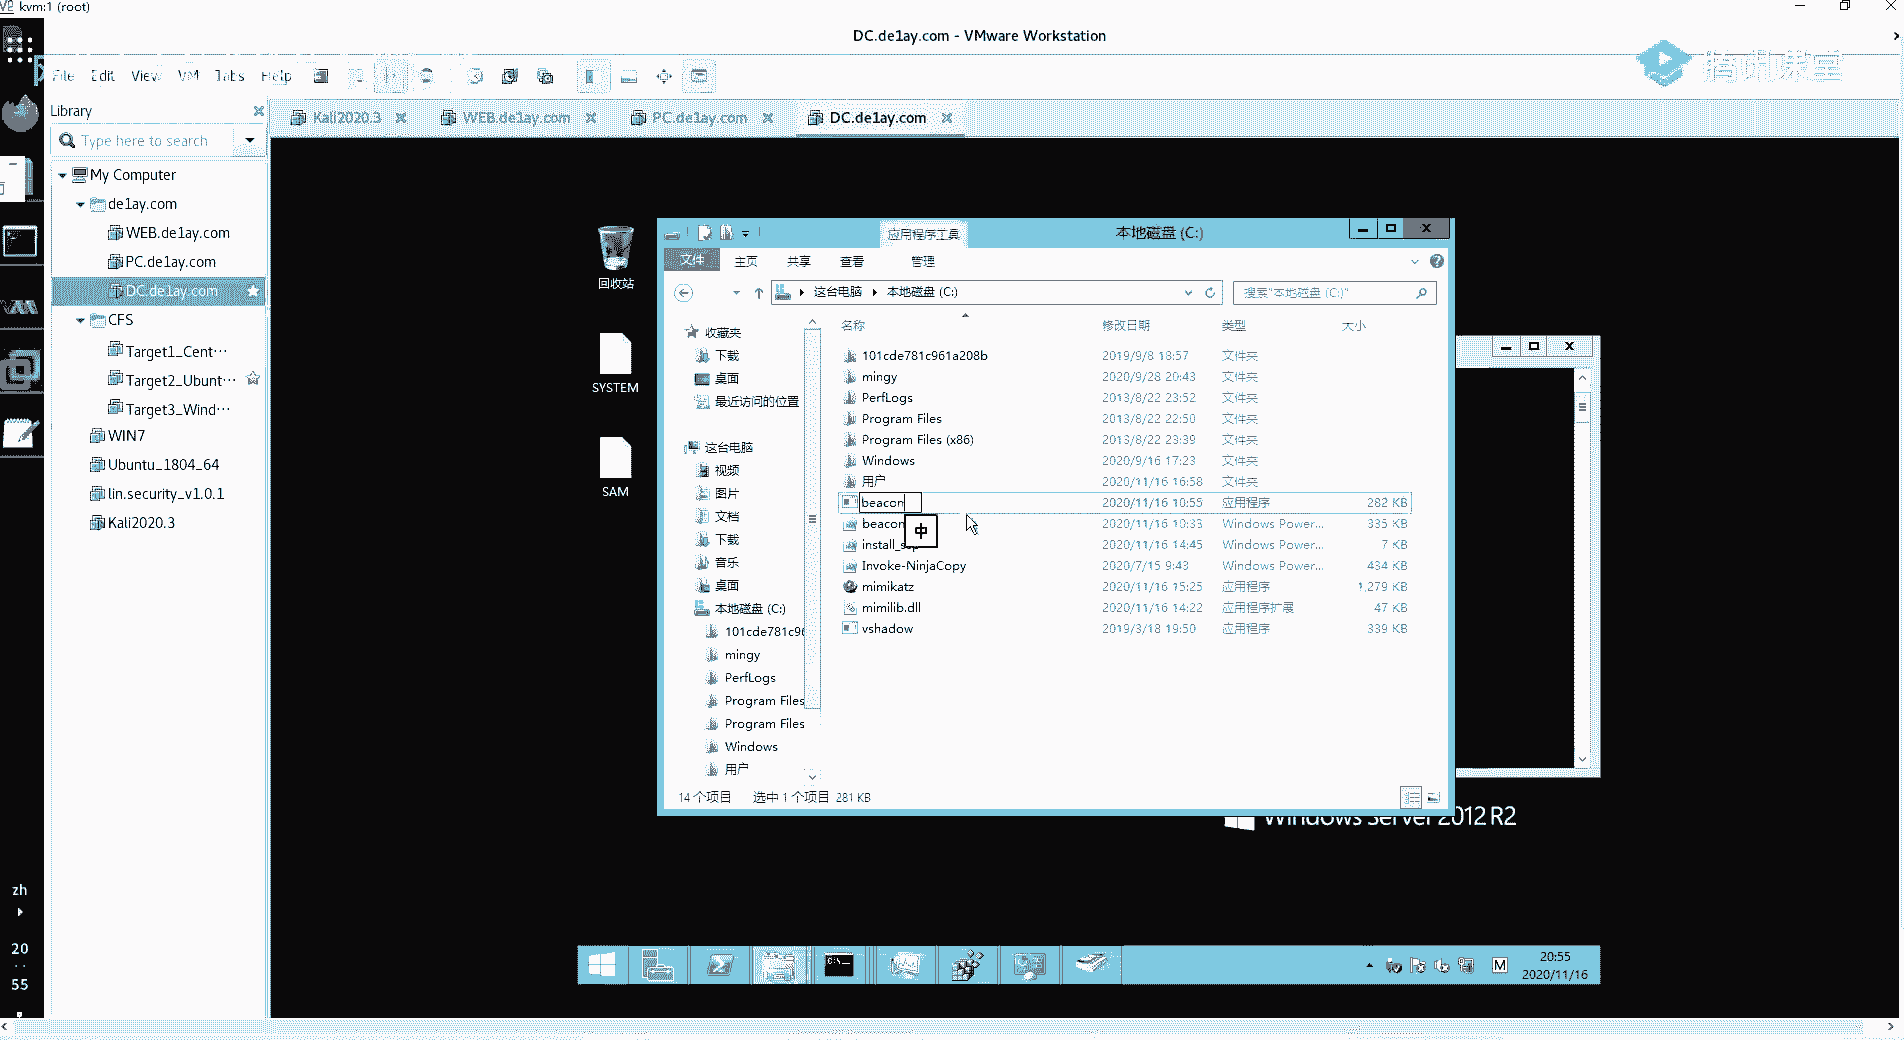 kvm:1 (root)
DC.de1ay.com - VMware Workstation
腾讯课堂
File Edit View VM Tabs Help
Library
Type here to search
Kali2020.3
WEB.de1ay.com
PC.de1ay.com
DC.de1ay.com
My Computer
de1ay.com
WEB.de1ay.com
PC.de1ay.com
DC.de1ay.com
CFS
Target1_Cent···
Target2_Ubunt···
Target3_Wind···
WIN7
Ubuntu_1804_64
lin.security_v1.0.1
Kali2020.3
zh
20
55
回收站
SYSTEM
SAM
应用程序工具
本地磁盘 (C:)
文件 主页 共享 查看 管理
这台电脑 本地磁盘 (C:)
搜索"本地磁盘 (C:)"
收藏夹
下载
桌面
最近访问的位置
这台电脑
视频
图片
文档
下载
音乐
桌面
本地磁盘 (C:)
101cde781c96
mingy
PerfLogs
Program Files
Program Files
Windows
用户
名称 修改日期 类型 大小
101cde781c961a208b 2019/9/8 18:57 文件夹
mingy 2020/9/28 20:43 文件夹
PerfLogs 2013/8/22 23:52 文件夹
Program Files 2013/8/22 22:50 文件夹
Program Files (x86) 2013/8/22 23:39 文件夹
Windows 2020/9/16 17:23 文件夹
用户 2020/11/16 16:58 文件夹
beacon 2020/11/16 10:55 应用程序 282 KB
beacon 2020/11/16 10:33 Windows Power... 335 KB
中
2020/11/16 14:45 Windows Power... 7 KB
Invoke-NinjaCopy 2020/7/15 9:43 Windows Power... 434 KB
mimikatz 2020/11/16 15:25 应用程序 1,279 KB
mimilib.dll 2020/11/16 14:22 应用程序扩展 47 KB
vshadow 2019/3/18 19:50 应用程序 339 KB
14 个项目 选中 1 个项目 281 KB
Windows Server 2012 R2
M
20:55
2020/11/16